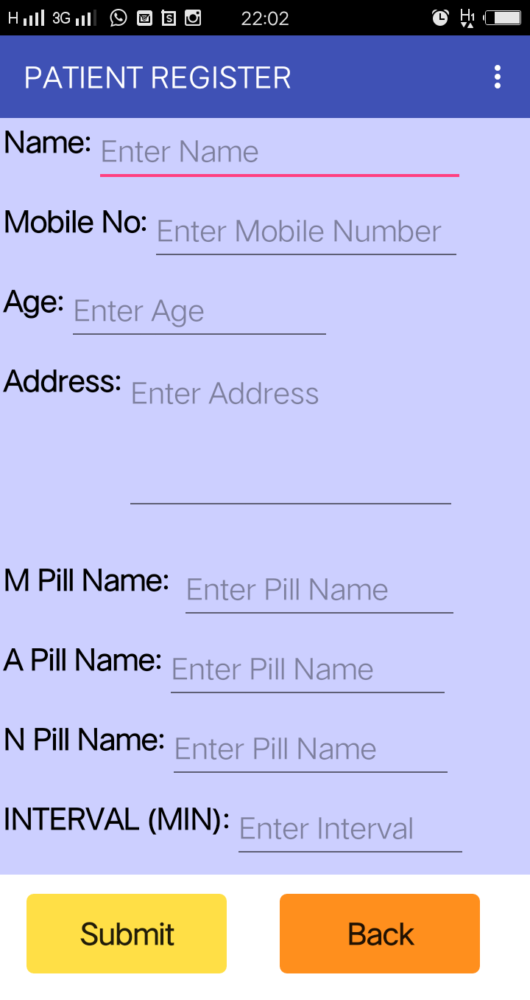 H 3G 22:02 H1
PATIENT REGISTER
Name: Enter Name
Mobile No: Enter Mobile Number
Age: Enter Age
Address: Enter Address
M Pill Name: Enter Pill Name
A Pill Name: Enter Pill Name
N Pill Name: Enter Pill Name
INTERVAL (MIN): Enter Interval
Submit Back